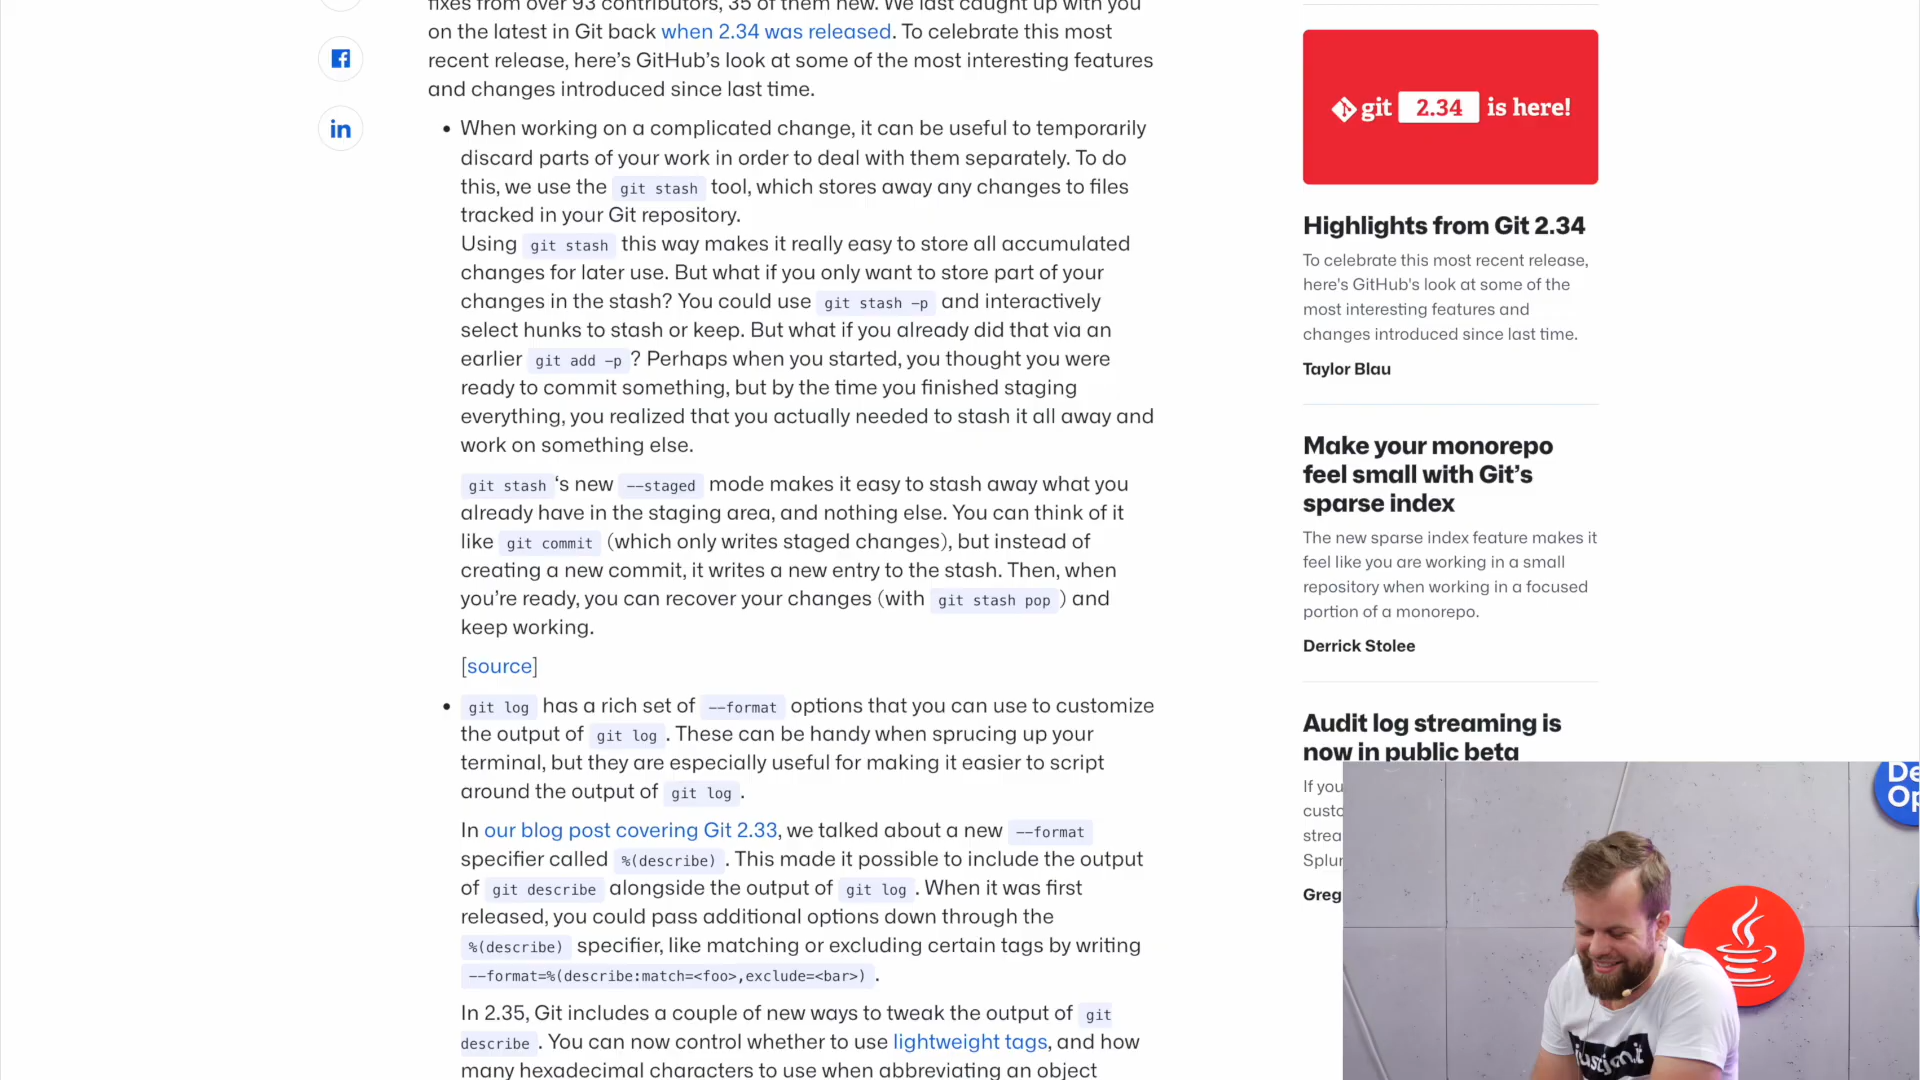 fixes from over 93 contributors, 35 of them new. We last caught up with you
on the latest in Git back when 2.34 was released. To celebrate this most
recent release, here’s GitHub’s look at some of the most interesting features
and changes introduced since last time.
• When working on a complicated change, it can be useful to temporarily
discard parts of your work in order to deal with them separately. To do
this, we use the git stash tool, which stores away any changes to files
tracked in your Git repository.
Using git stash this way makes it really easy to store all accumulated
changes for later use. But what if you only want to store part of your
changes in the stash? You could use git stash -p and interactively
select hunks to stash or keep. But what if you already did that via an
earlier git add -p ? Perhaps when you started, you thought you were
ready to commit something, but by the time you finished staging
everything, you realized that you actually needed to stash it all away and
work on something else.
git stash ‘s new --staged mode makes it easy to stash away what you
already have in the staging area, and nothing else. You can think of it
like git commit (which only writes staged changes), but instead of
creating a new commit, it writes a new entry to the stash. Then, when
you’re ready, you can recover your changes (with git stash pop ) and
keep working.
[source]
• git log has a rich set of --format options that you can use to customize
the output of git log . These can be handy when sprucing up your
terminal, but they are especially useful for making it easier to script
around the output of git log .
In our blog post covering Git 2.33, we talked about a new --format
specifier called %(describe) . This made it possible to include the output
of git describe alongside the output of git log . When it was first
released, you could pass additional options down through the
%(describe) specifier, like matching or excluding certain tags by writing
--format=%(describe:match=<foo>,exclude=<bar>) .
In 2.35, Git includes a couple of new ways to tweak the output of git
describe . You can now control whether to use lightweight tags, and how
many hexadecimal characters to use when abbreviating an object
in
git 2.34 is here!
Highlights from Git 2.34
To celebrate this most recent release,
here's GitHub's look at some of the
most interesting features and
changes introduced since last time.
Taylor Blau
Make your monorepo
feel small with Git’s
sparse index
The new sparse index feature makes it
feel like you are working in a small
repository when working in a focused
portion of a monorepo.
Derrick Stolee
Audit log streaming is
now in public beta
If you
custo
strea
Splun
Greg
De
Op
justjoin.it